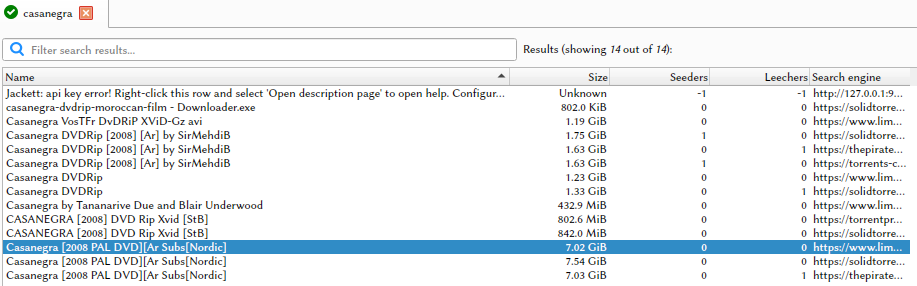 casanegra
Filter search results...
Results (showing 14 out of 14):
Name Size Seeders Leechers Search engine
Jackett: api key error! Right-click this row and select 'Open description page' to open help. Configur... Unknown -1 -1 http://127.0.0.1:9...
casanegra-dvdrip-moroccan-film - Downloader.exe 802.0 KiB 0 0 https://solidtorre...
Casanegra VosTFr DvDRiP XViD-Gz avi 1.19 GiB 0 0 https://www.lim...
Casanegra DVDRip [2008] [Ar] by SirMehdiB 1.75 GiB 1 0 https://solidtorre...
Casanegra DVDRip [2008] [Ar] by SirMehdiB 1.63 GiB 0 1 https://thepirate...
Casanegra DVDRip [2008] [Ar] by SirMehdiB 1.63 GiB 1 0 https://torrents-c...
Casanegra DVDRip 1.23 GiB 0 0 https://www.lim...
Casanegra DVDRip 1.33 GiB 0 1 https://solidtorre...
Casanegra by Tananarive Due and Blair Underwood 432.9 MiB 0 0 https://www.lim...
CASANEGRA [2008] DVD Rip Xvid [StB] 802.6 MiB 0 0 https://torrentpr...
CASANEGRA [2008] DVD Rip Xvid [StB] 842.0 MiB 0 0 https://solidtorre...
Casanegra [2008 PAL DVD][Ar Subs[Nordic] 7.02 GiB 0 0 https://www.lim...
Casanegra [2008 PAL DVD][Ar Subs[Nordic] 7.54 GiB 0 0 https://solidtorre...
Casanegra [2008 PAL DVD][Ar Subs[Nordic] 7.03 GiB 0 1 https://thepirate...